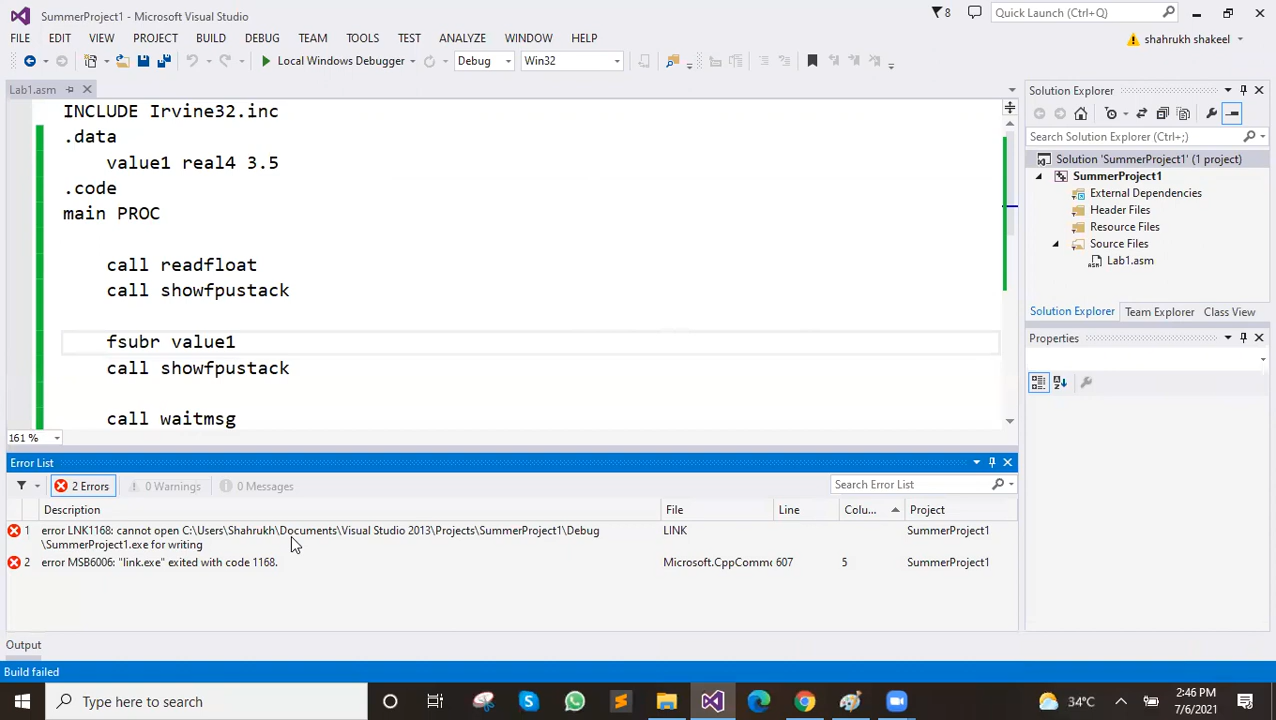 SummerProject1 - Microsoft Visual Studio
8
Quick Launch (Ctrl+Q)
FILE EDIT VIEW PROJECT BUILD DEBUG TEAM TOOLS TEST ANALYZE WINDOW HELP
shahrukh shakeel
Local Windows Debugger Debug Win32
Lab1.asm
INCLUDE Irvine32.inc
.data
value1 real4 3.5
.code
main PROC
call readfloat
call showfpustack
fsubr value1
call showfpustack
call waitmsg
161 %
Solution Explorer
Search Solution Explorer (Ctrl+;)
Solution 'SummerProject1' (1 project)
SummerProject1
External Dependencies
Header Files
Resource Files
Source Files
Lab1.asm
Solution Explorer Team Explorer Class View
Properties
Error List
2 Errors 0 Warnings 0 Messages
Search Error List
Description File Line Colu... Project
1 error LNK1168: cannot open C:\Users\Shahrukh\Documents\Visual Studio 2013\Projects\SummerProject1\Debug LINK SummerProject1
\SummerProject1.exe for writing
2 error MSB6006: "link.exe" exited with code 1168. Microsoft.CppCommo 607 5 SummerProject1
Output
Build failed
Type here to search
34°C
2:46 PM
7/6/2021